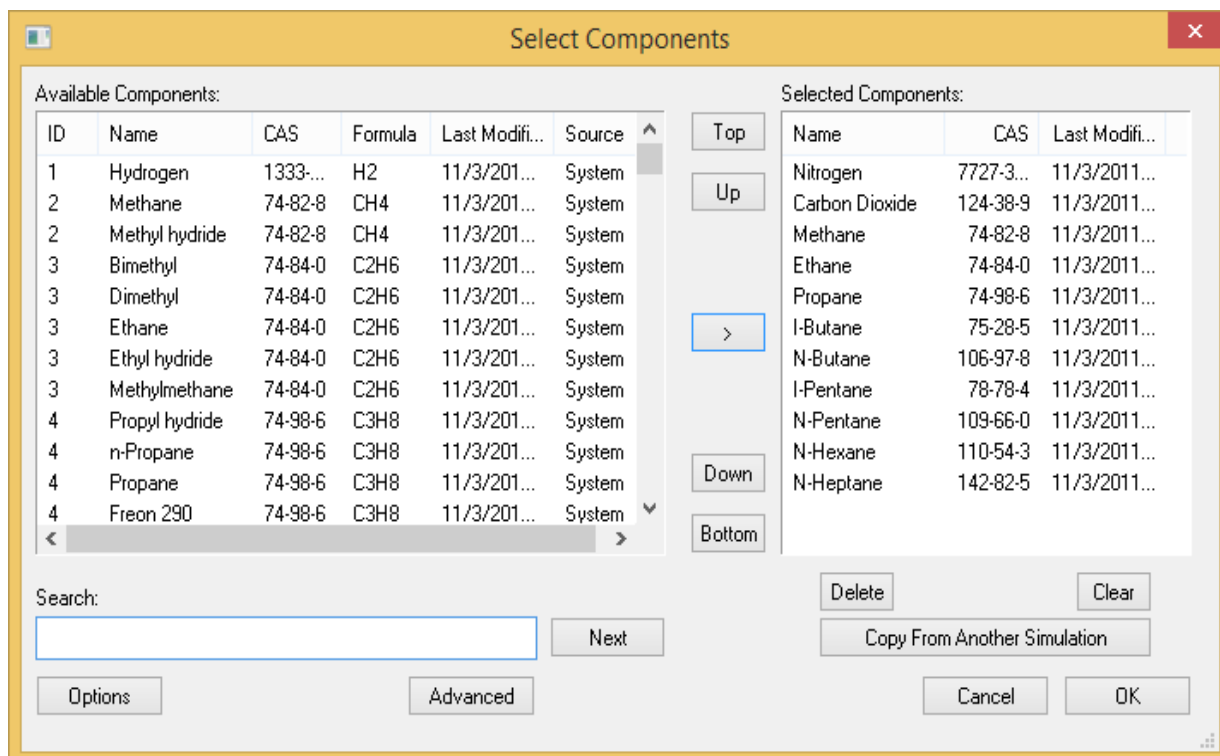 Select Components
Available Components:
ID Name CAS Formula Last Modifi... Source
1 Hydrogen 1333-... H2 11/3/201... System
2 Methane 74-82-8 CH4 11/3/201... System
2 Methyl hydride 74-82-8 CH4 11/3/201... System
3 Bimethyl 74-84-0 C2H6 11/3/201... System
3 Dimethyl 74-84-0 C2H6 11/3/201... System
3 Ethane 74-84-0 C2H6 11/3/201... System
3 Ethyl hydride 74-84-0 C2H6 11/3/201... System
3 Methylmethane 74-84-0 C2H6 11/3/201... System
4 Propyl hydride 74-98-6 C3H8 11/3/201... System
4 n-Propane 74-98-6 C3H8 11/3/201... System
4 Propane 74-98-6 C3H8 11/3/201... System
4 Freon 290 74-98-6 C3H8 11/3/201... System
Search:
Next
Options
Advanced
Top
Up
>
Down
Bottom
Selected Components:
Name CAS Last Modifi...
Nitrogen 7727-3... 11/3/2011...
Carbon Dioxide 124-38-9 11/3/2011...
Methane 74-82-8 11/3/2011...
Ethane 74-84-0 11/3/2011...
Propane 74-98-6 11/3/2011...
I-Butane 75-28-5 11/3/2011...
N-Butane 106-97-8 11/3/2011...
I-Pentane 78-78-4 11/3/2011...
N-Pentane 109-66-0 11/3/2011...
N-Hexane 110-54-3 11/3/2011...
N-Heptane 142-82-5 11/3/2011...
Delete
Clear
Copy From Another Simulation
Cancel
OK